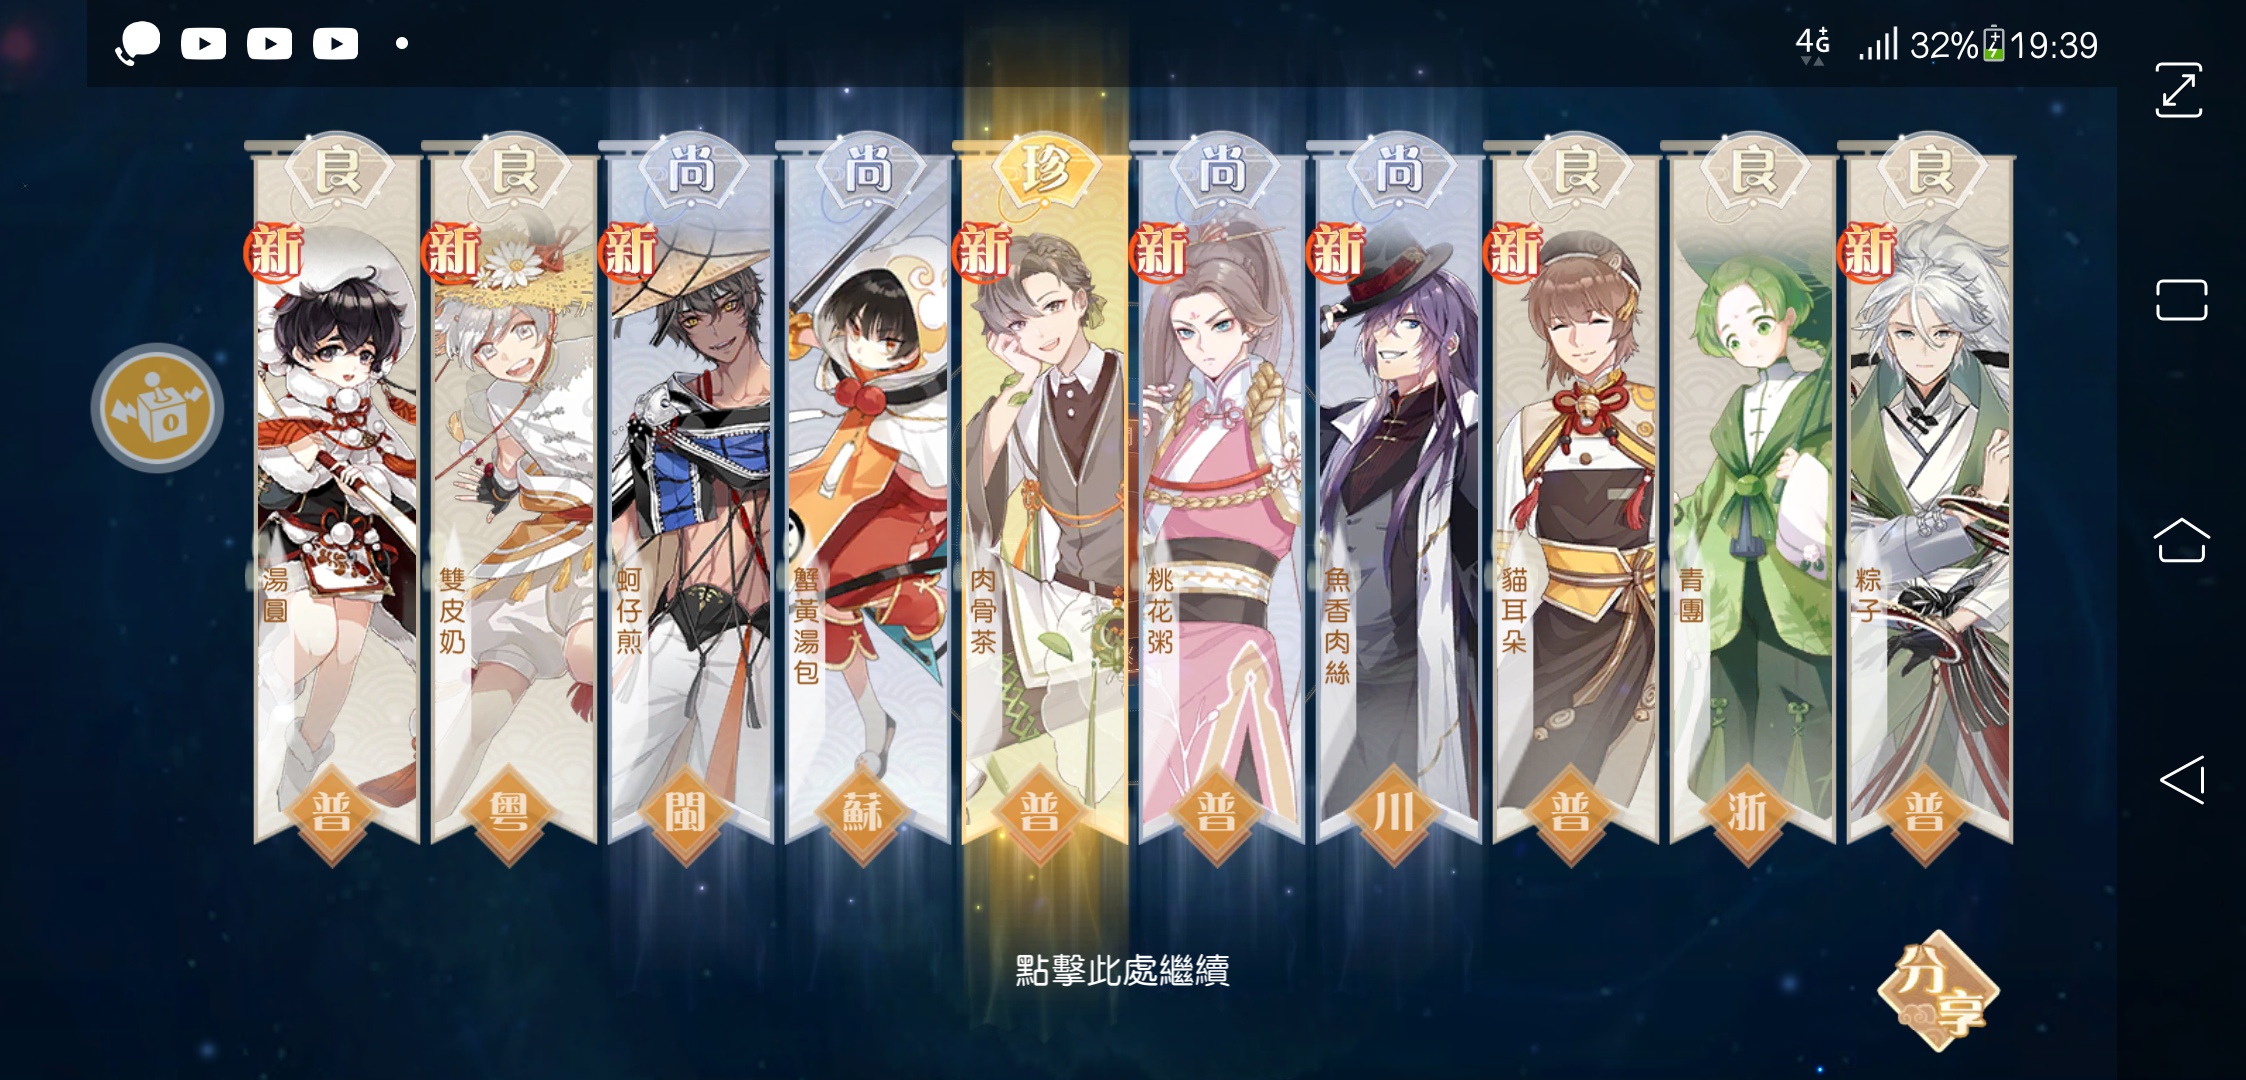 4G 32% 19:39
良 良 尚 尚 珍 尚 尚 良 良 良
新 新 新 新 新 新 新 新
湯圓
雙皮奶
蚵仔煎
蟹黃湯包
肉骨茶
桃花粥
魚香肉絲
貓耳朵
青團
粽子
普 粵 閩 蘇 普 普 川 普 浙 普
點擊此處繼續
分享